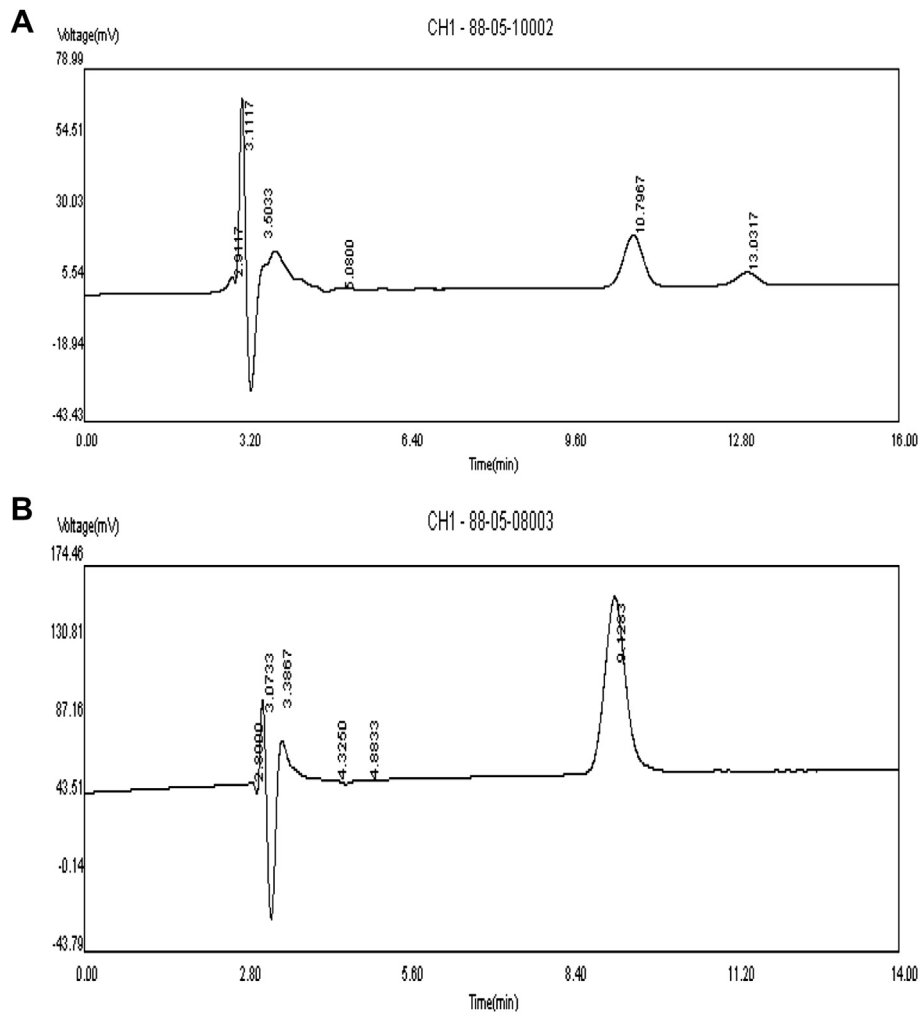 A
Voltage(mV)
CH1 - 88-05-10002
78.99
54.51
30.03
5.54
-18.94
-43.43
2.9117
3.1117
3.5033
5.0800
10.7967
13.0317
0.00 3.20 6.40 9.60 12.80 16.00
Time(min)
B
Voltage(mV)
CH1 - 88-05-08003
174.46
130.81
87.16
43.51
-0.14
-43.79
3.0733
3.3867
4.3250
4.8833
9.1283
0.00 2.80 5.60 8.40 11.20 14.00
Time(min)